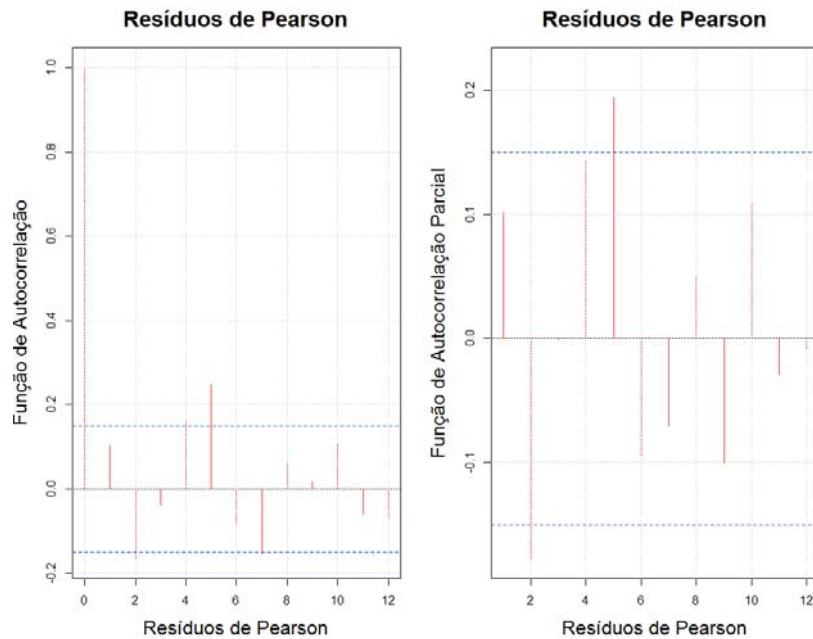 Resíduos de Pearson
Função de Autocorrelação
1.0
0.8
0.6
0.4
0.2
0.0
-0.2
0 2 4 6 8 10 12
Resíduos de Pearson
Resíduos de Pearson
Função de Autocorrelação Parcial
0.2
0.1
0.0
-0.1
2 4 6 8 10 12
Resíduos de Pearson